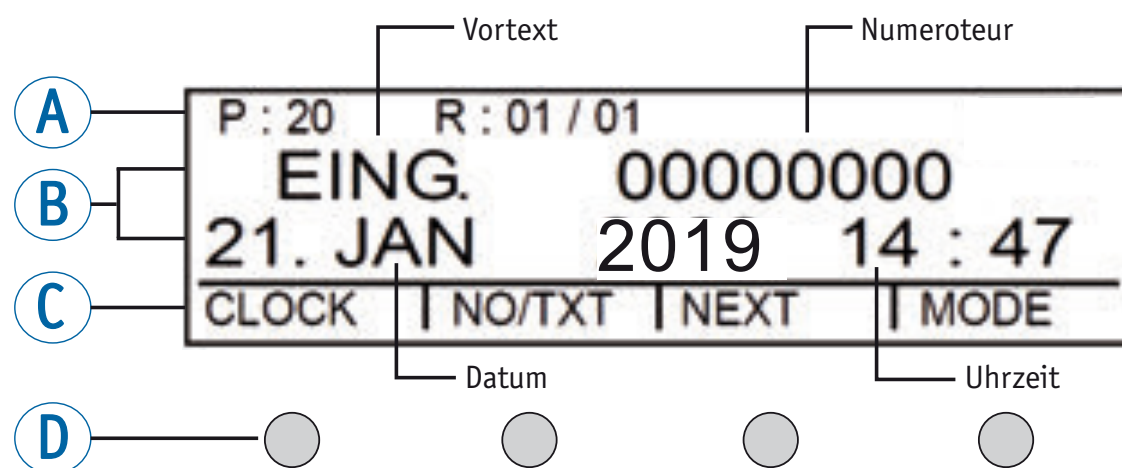 Vortext Numeroteur
A P : 20 R : 01 / 01
B EING. 00000000
21. JAN 2019 14 : 47
C CLOCK NO/TXT NEXT MODE
Datum Uhrzeit
D